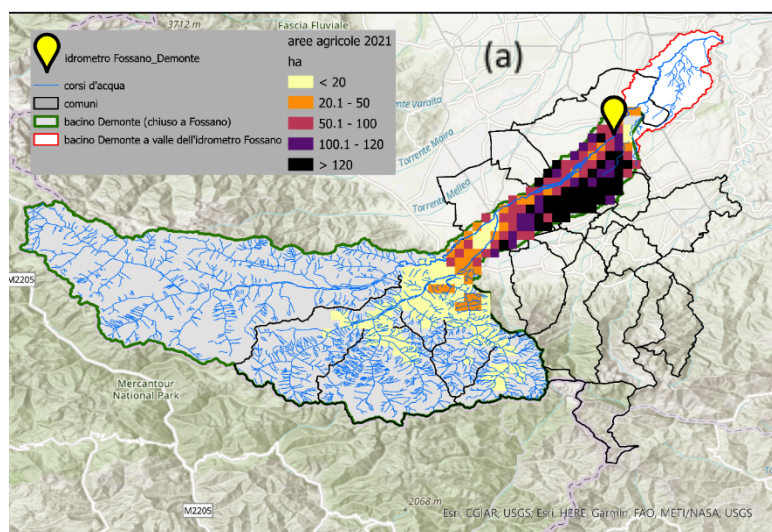 3712 m
Fascia Fluviale
idrometro Fossano_Demonte
corsi d'acqua
comuni
bacino Demonte (chiuso a Fossano)
bacino Demonte a valle dell'idrometro Fossano
aree agricole 2021
ha
< 20
20.1 - 50
50.1 - 100
100.1 - 120
> 120
(a)
Varaita
Torrente Maira
Torrente Mellea
M2205
Mercantour
National Park
M2205
2068 m
Esri, CGIAR, USGS; Esri, HERE, Garmin, FAO, METI/NASA, USGS